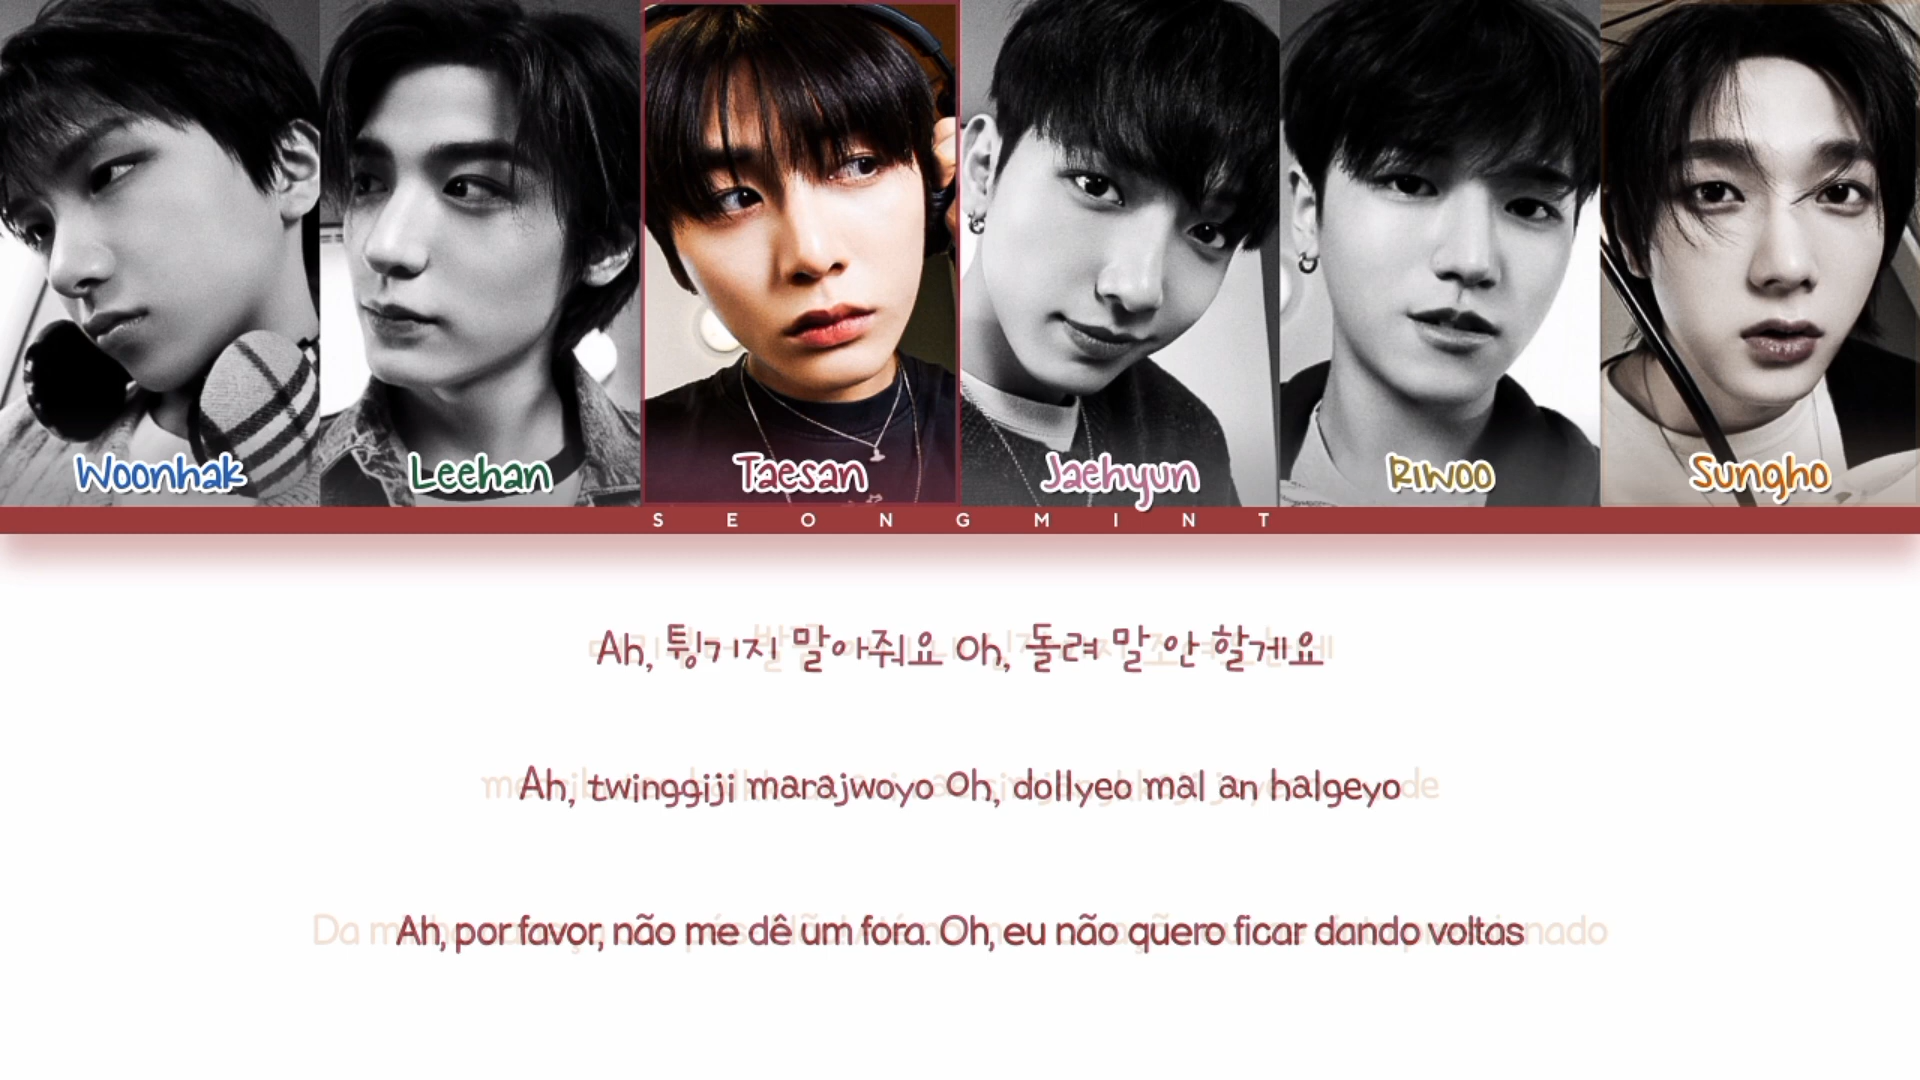 Woonhak Leehan Taesan Jaehyun Riwoo Sungho
SEONGMINT
Ah, 튕기지 말아줘요 Oh, 돌려 말 안 할게요
Ah, twinggiji marajwoyo Oh, dollyeo mal an halgeyo
Ah, por favor, não me dê um fora. Oh, eu não quero ficar dando voltas